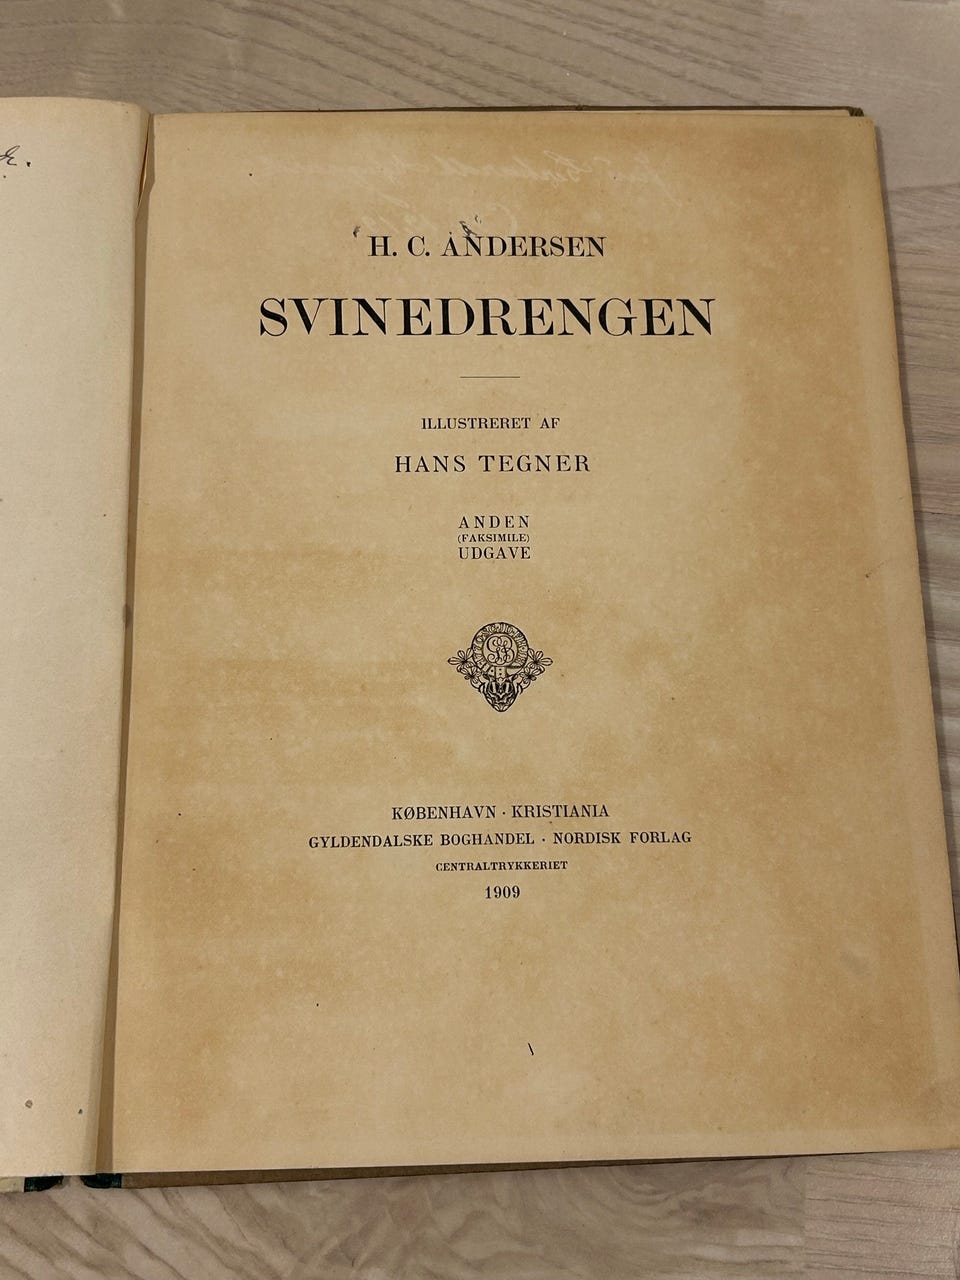 H. C. ANDERSEN
SVINEDRENGEN
ILLUSTRERET AF
HANS TEGNER
ANDEN
(FAKSIMILE)
UDGAVE
KØBENHAVN · KRISTIANIA
GYLDENDALSKE BOGHANDEL · NORDISK FORLAG
CENTRALTRYKKERIET
1909